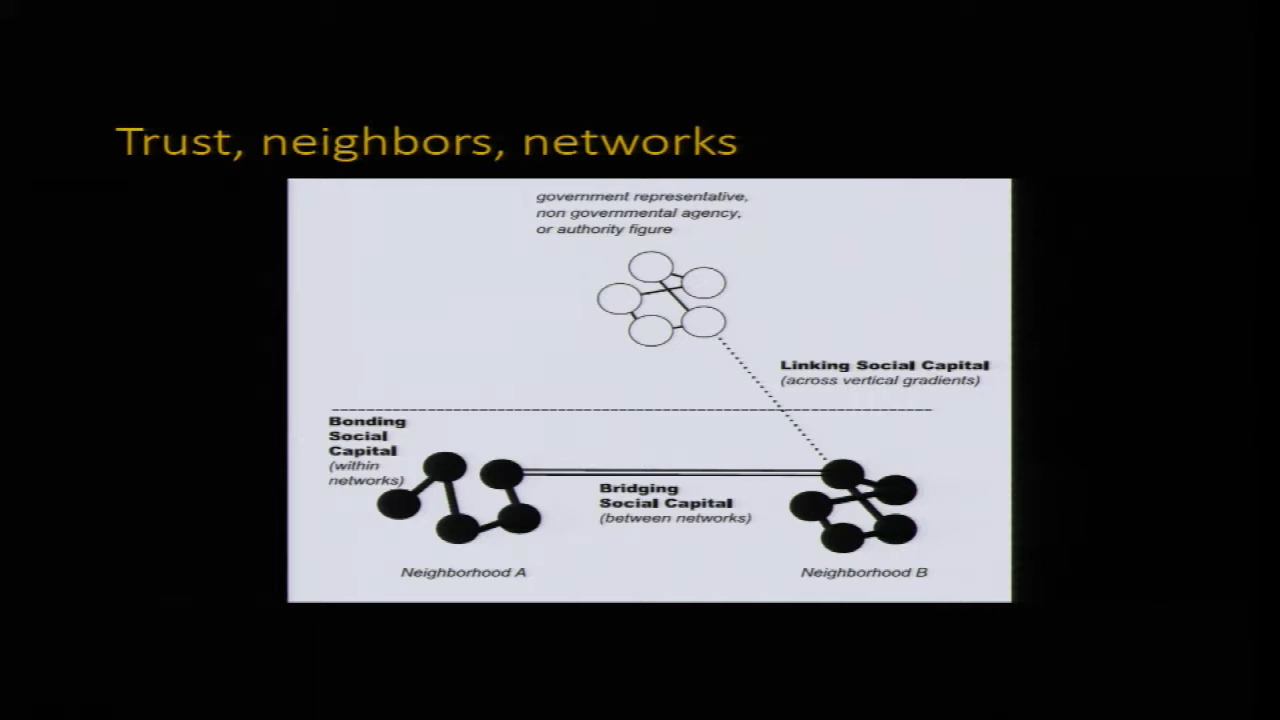 Trust, neighbors, networks
government representative,
non governmental agency,
or authority figure
Linking Social Capital
(across vertical gradients)
Bonding
Social
Capital
(within
networks)
Bridging
Social Capital
(between networks)
Neighborhood A
Neighborhood B